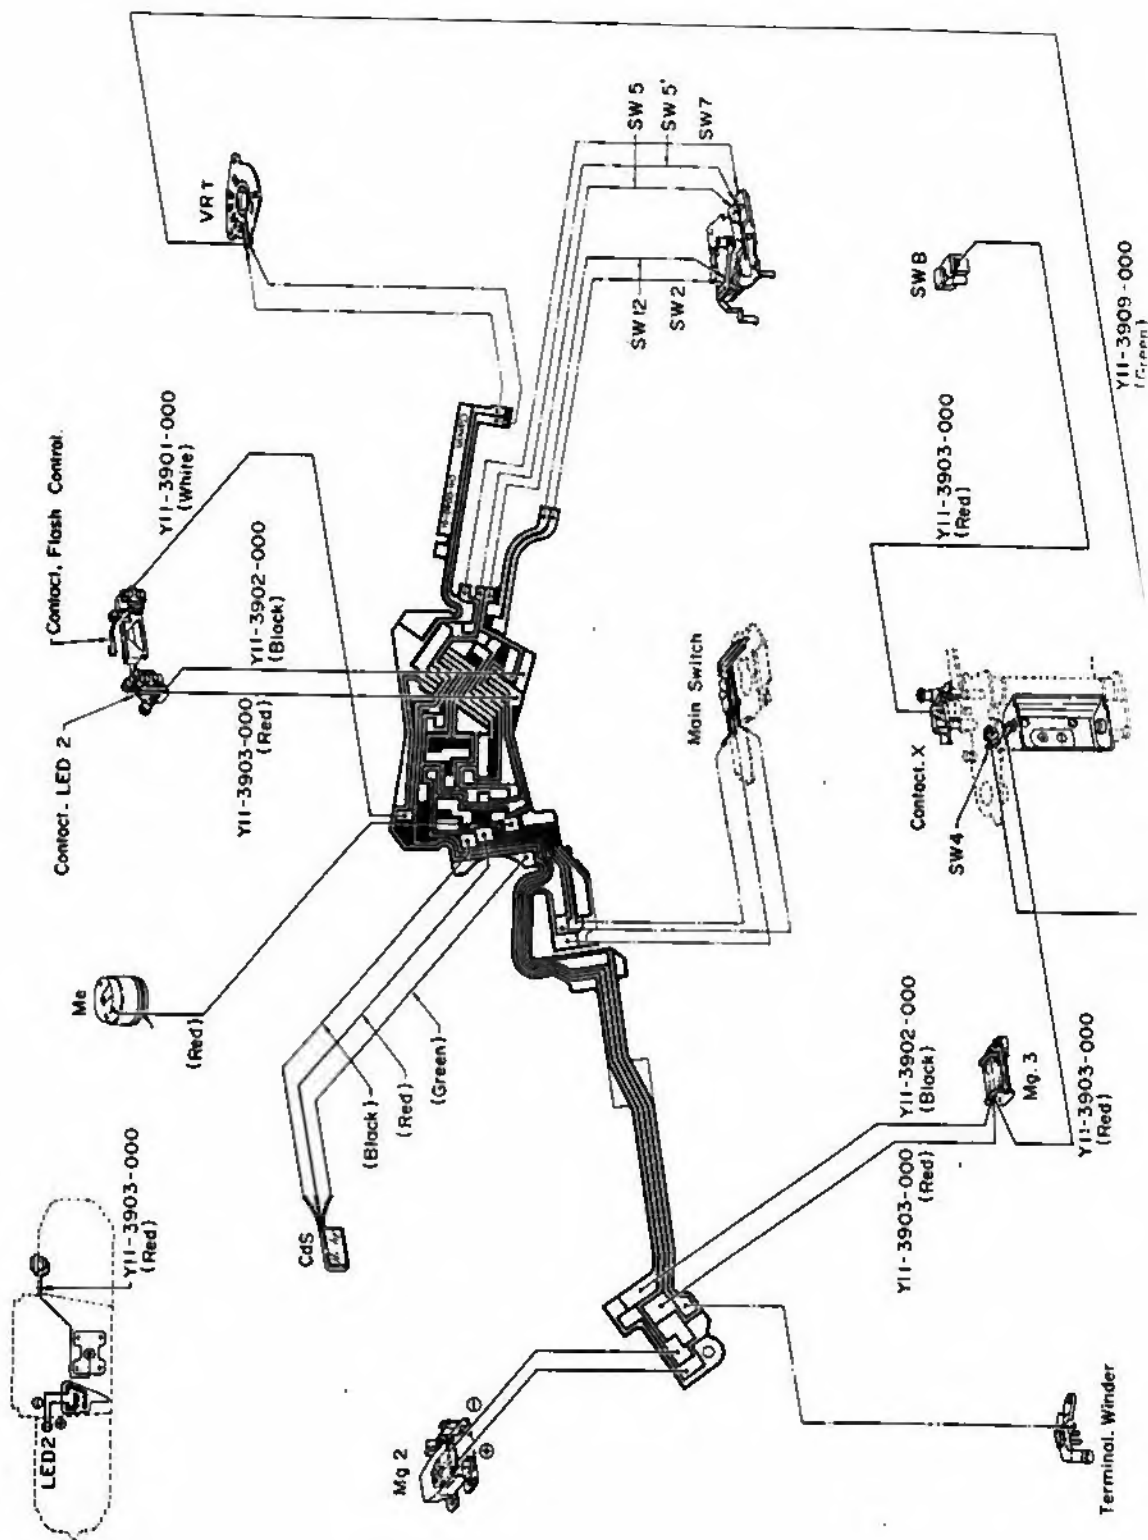 LED2
Y11-3903-000
(Red)
Me
(Red)
Contact. LED 2
Contact, Flash Control.
Y11-3901-000
(White)
Y11-3902-000
(Black)
Y11-3903-000
(Red)
VRT
CdS
(Black)
(Red)
(Green)
SW5
SW5'
SW7
SW12
SW2
Mg 2
Main Switch
SWB
Y11-3903-000
(Red)
Y11-3909-000
(Green)
Contact. X
SW4
Y11-3902-000
(Black)
Y11-3903-000
(Red)
Mg. 3
Y11-3903-000
(Red)
Terminal. Winder